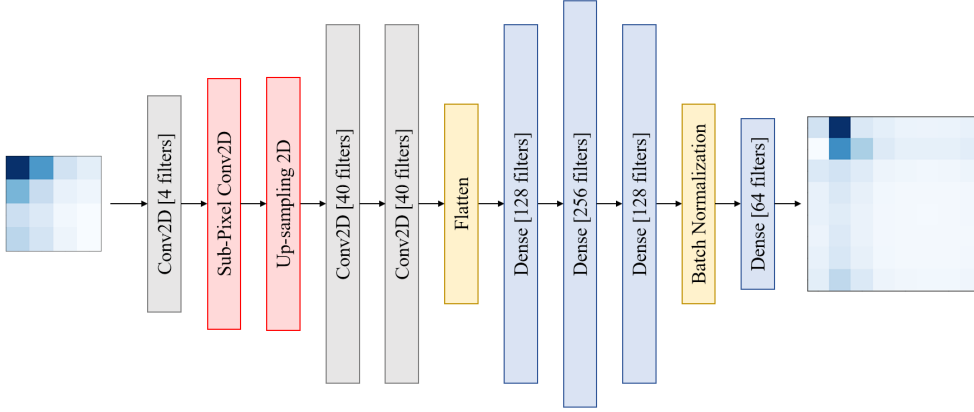 Conv2D [4 filters]
Sub-Pixel Conv2D
Up-sampling 2D
Conv2D [40 filters]
Conv2D [40 filters]
Flatten
Dense [128 filters]
Dense [256 filters]
Dense [128 filters]
Batch Normalization
Dense [64 filters]